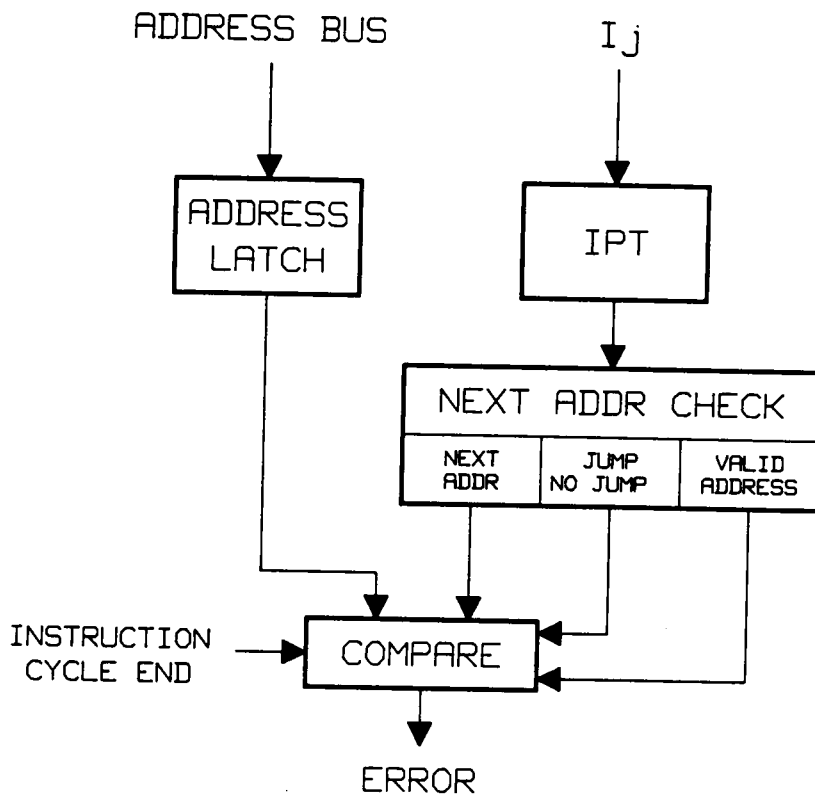 ADDRESS BUS
Ij
ADDRESS
LATCH
IPT
NEXT ADDR CHECK
NEXT
ADDR
JUMP
NO JUMP
VALID
ADDRESS
INSTRUCTION
CYCLE END
COMPARE
ERROR